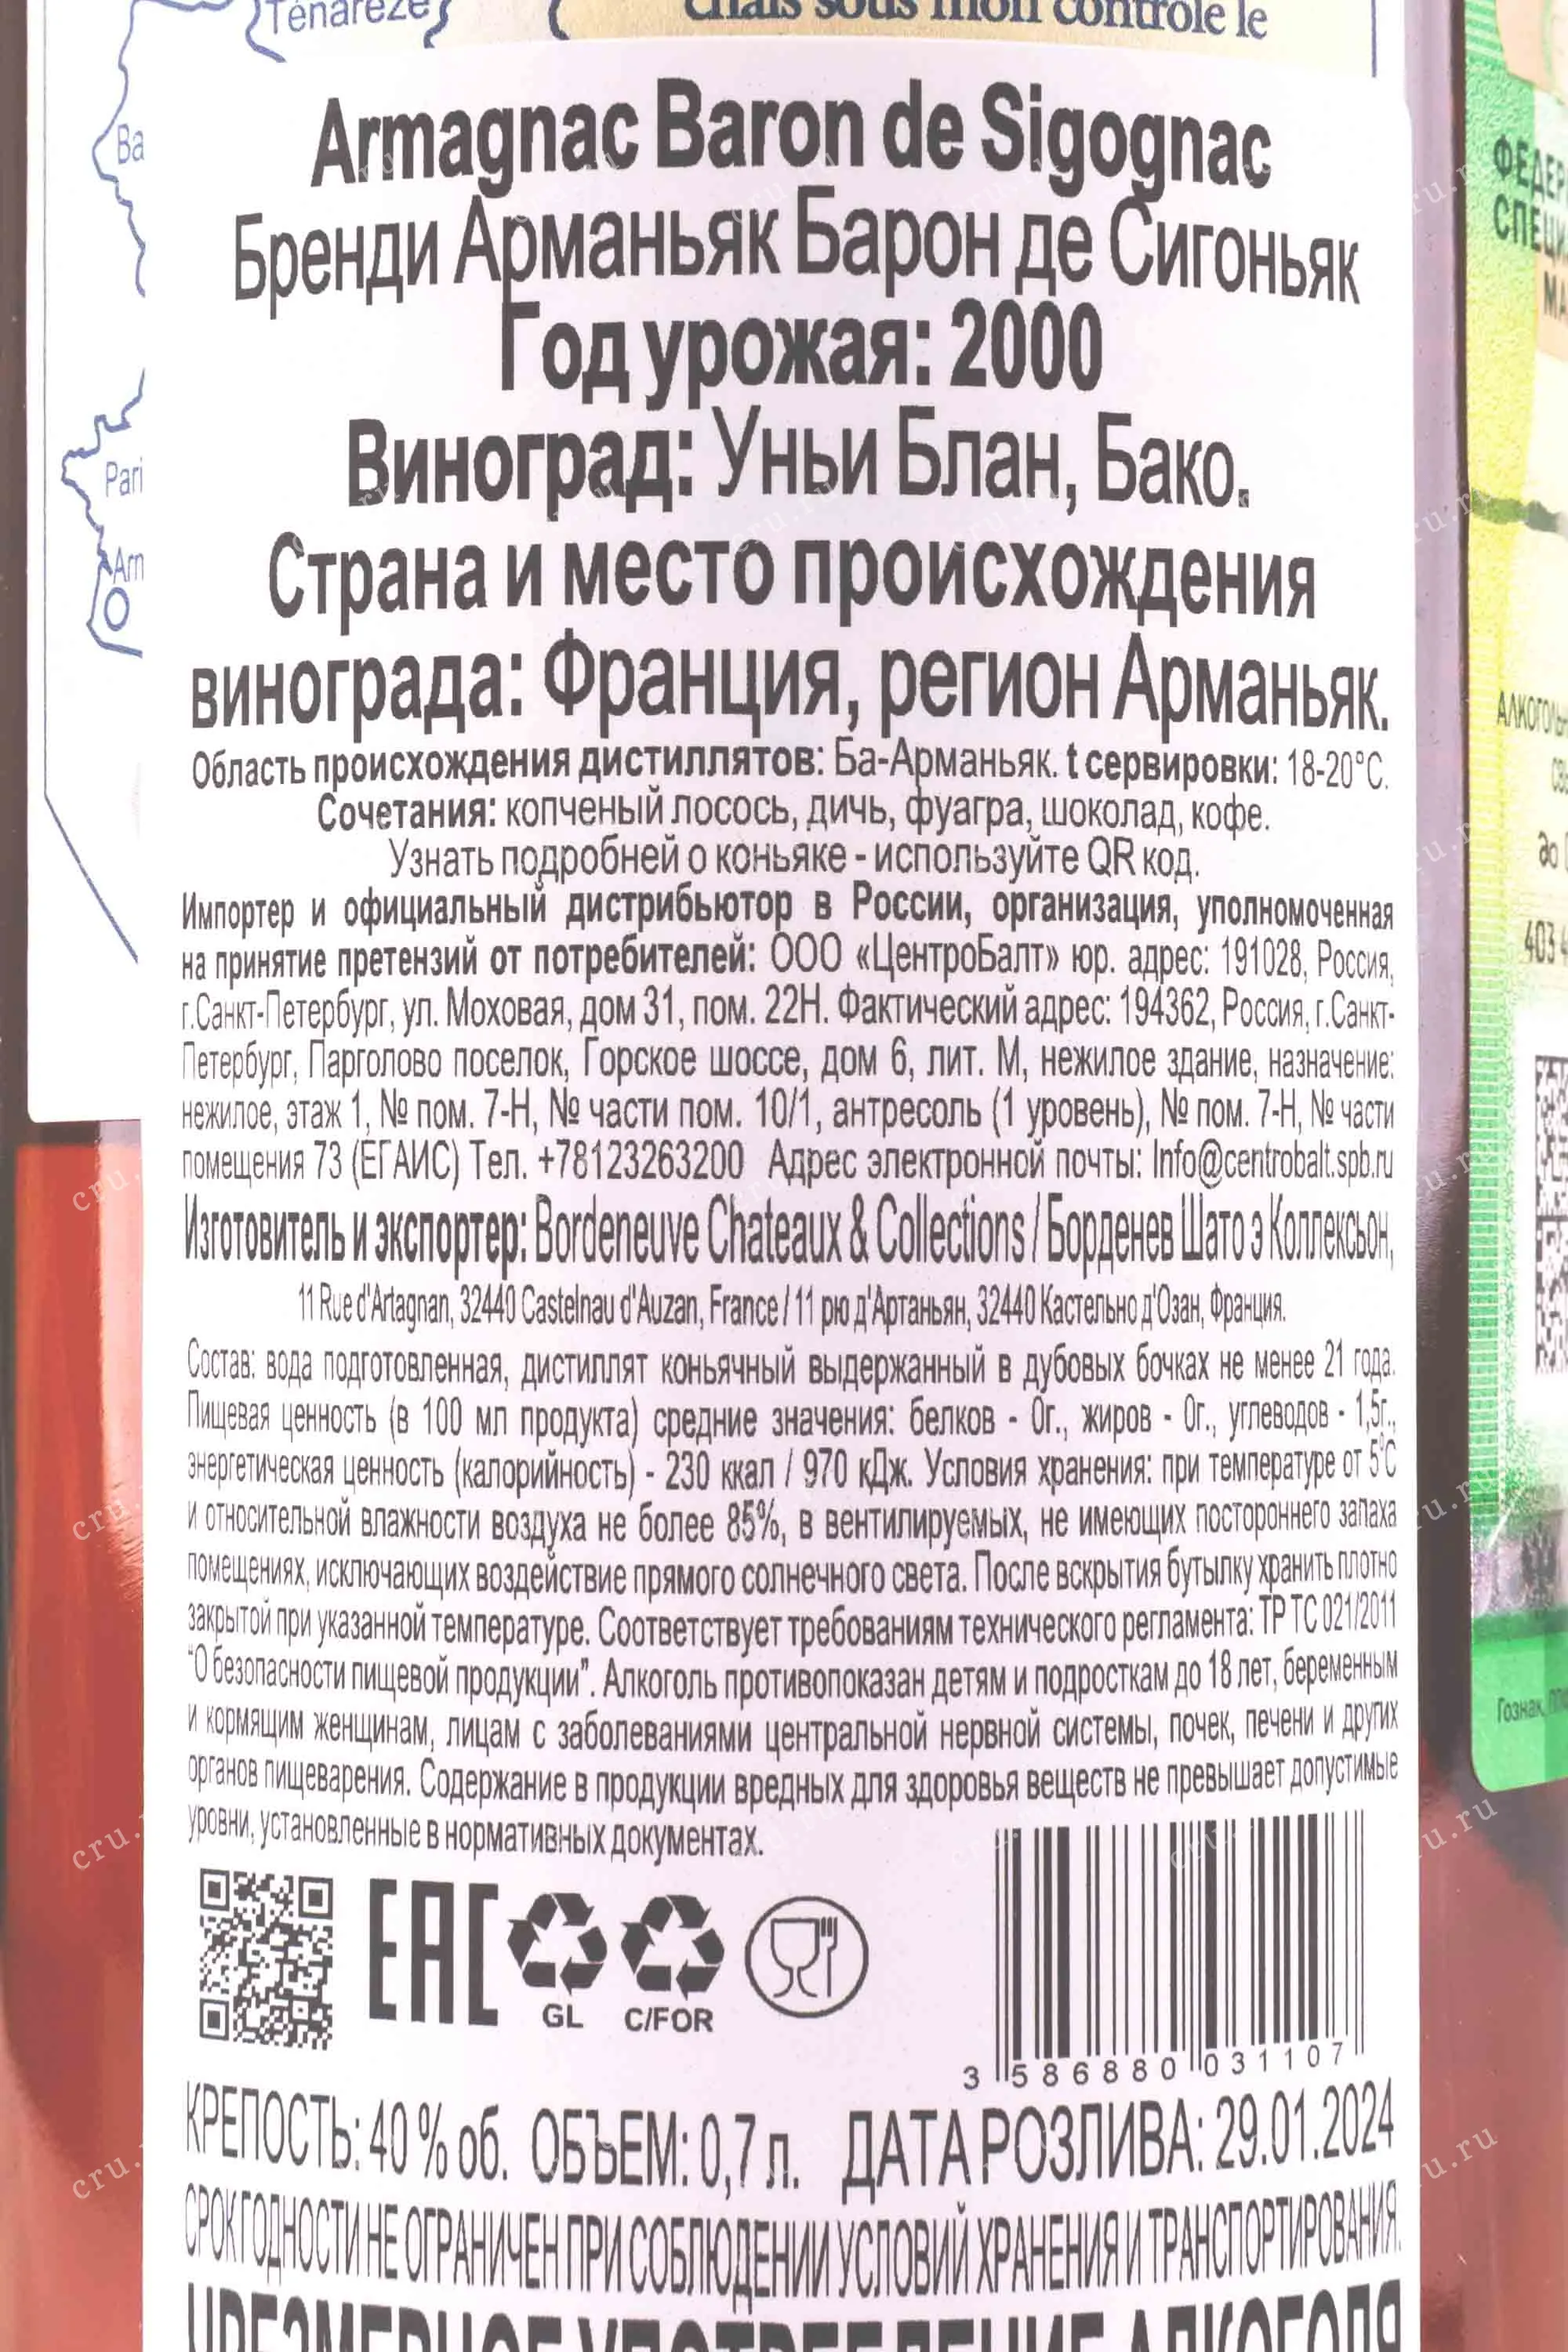 Ténarèze
chais sous mon contrôle le
Ba
Pari
Arm
Armagnac Baron de Sigognac
Бренди Арманьяк Барон де Сигоньяк
Год урожая: 2000
Виноград: Уньи Блан, Бако.
Страна и место происхождения
винограда: Франция, регион Арманьяк.
Область происхождения дистиллятов: Ба-Арманьяк. t сервировки: 18-20°С.
Сочетания: копченый лосось, дичь, фуагра, шоколад, кофе.
Узнать подробней о коньяке - используйте QR код.
Импортер и официальный дистрибьютор в России, организация, уполномоченная
на принятие претензий от потребителей: ООО «ЦентроБалт» юр. адрес: 191028, Россия,
г.Санкт-Петербург, ул. Моховая, дом 31, пом. 22Н. Фактический адрес: 194362, Россия, г.Санкт-
Петербург, Парголово поселок, Горское шоссе, дом 6, лит. М, нежилое здание, назначение:
нежилое, этаж 1, № пом. 7-Н, № части пом. 10/1, антресоль (1 уровень), № пом. 7-Н, № части
помещения 73 (ЕГАИС) Тел. +78123263200 Адрес электронной почты: Info@centrobalt.spb.ru
Изготовитель и экспортер: Bordeneuve Chateaux & Collections / Борденев Шато э Коллексьон,
11 Rue d'Artagnan, 32440 Castelnau d'Auzan, France / 11 рю д'Артаньян, 32440 Кастельно д'Озан, Франция.
Состав: вода подготовленная, дистиллят коньячный выдержанный в дубовых бочках не менее 21 года.
Пищевая ценность (в 100 мл продукта) средние значения: белков - 0г., жиров - 0г., углеводов - 1,5г.,
энергетическая ценность (калорийность) - 230 ккал / 970 кДж. Условия хранения: при температуре от 5°С
и относительной влажности воздуха не более 85%, в вентилируемых, не имеющих постороннего запаха
помещениях, исключающих воздействие прямого солнечного света. После вскрытия бутылку хранить плотно
закрытой при указанной температуре. Соответствует требованиям технического регламента: ТР ТС 021/2011
"О безопасности пищевой продукции". Алкоголь противопоказан детям и подросткам до 18 лет, беременным
и кормящим женщинам, лицам с заболеваниями центральной нервной системы, почек, печени и других
органов пищеварения. Содержание в продукции вредных для здоровья веществ не превышает допустимые
уровни, установленные в нормативных документах.
ЕАС
GL
C/FOR
3 586880 031107
КРЕПОСТЬ: 40 % об. ОБЪЕМ: 0,7 л. ДАТА РОЗЛИВА: 29.01.2024
СРОК ГОДНОСТИ НЕ ОГРАНИЧЕН ПРИ СОБЛЮДЕНИИ УСЛОВИЙ ХРАНЕНИЯ И ТРАНСПОРТИРОВАНИЯ.
ЧРЕЗМЕРНОЕ УПОТРЕБЛЕНИЕ АЛКОГОЛЯ
ФЕДЕР
СПЕЦИ
МА
АЛКОГОЛЬ
СВ
до 0
403 4
Гознак,
cru.ru